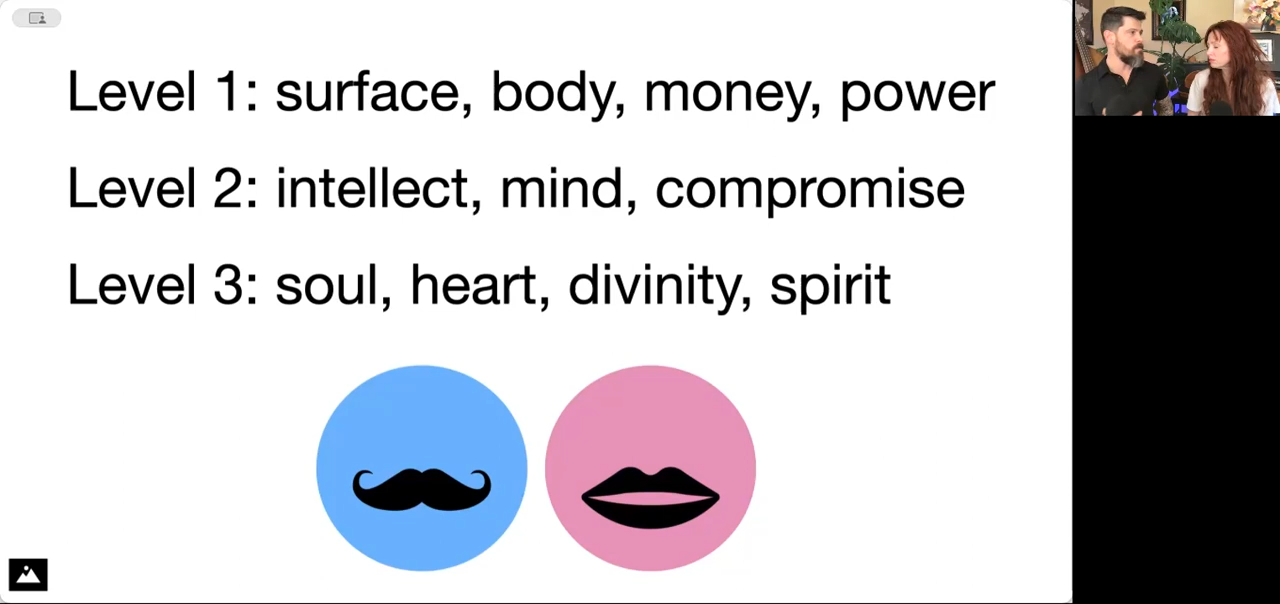 Level 1: surface, body, money, power
Level 2: intellect, mind, compromise
Level 3: soul, heart, divinity, spirit